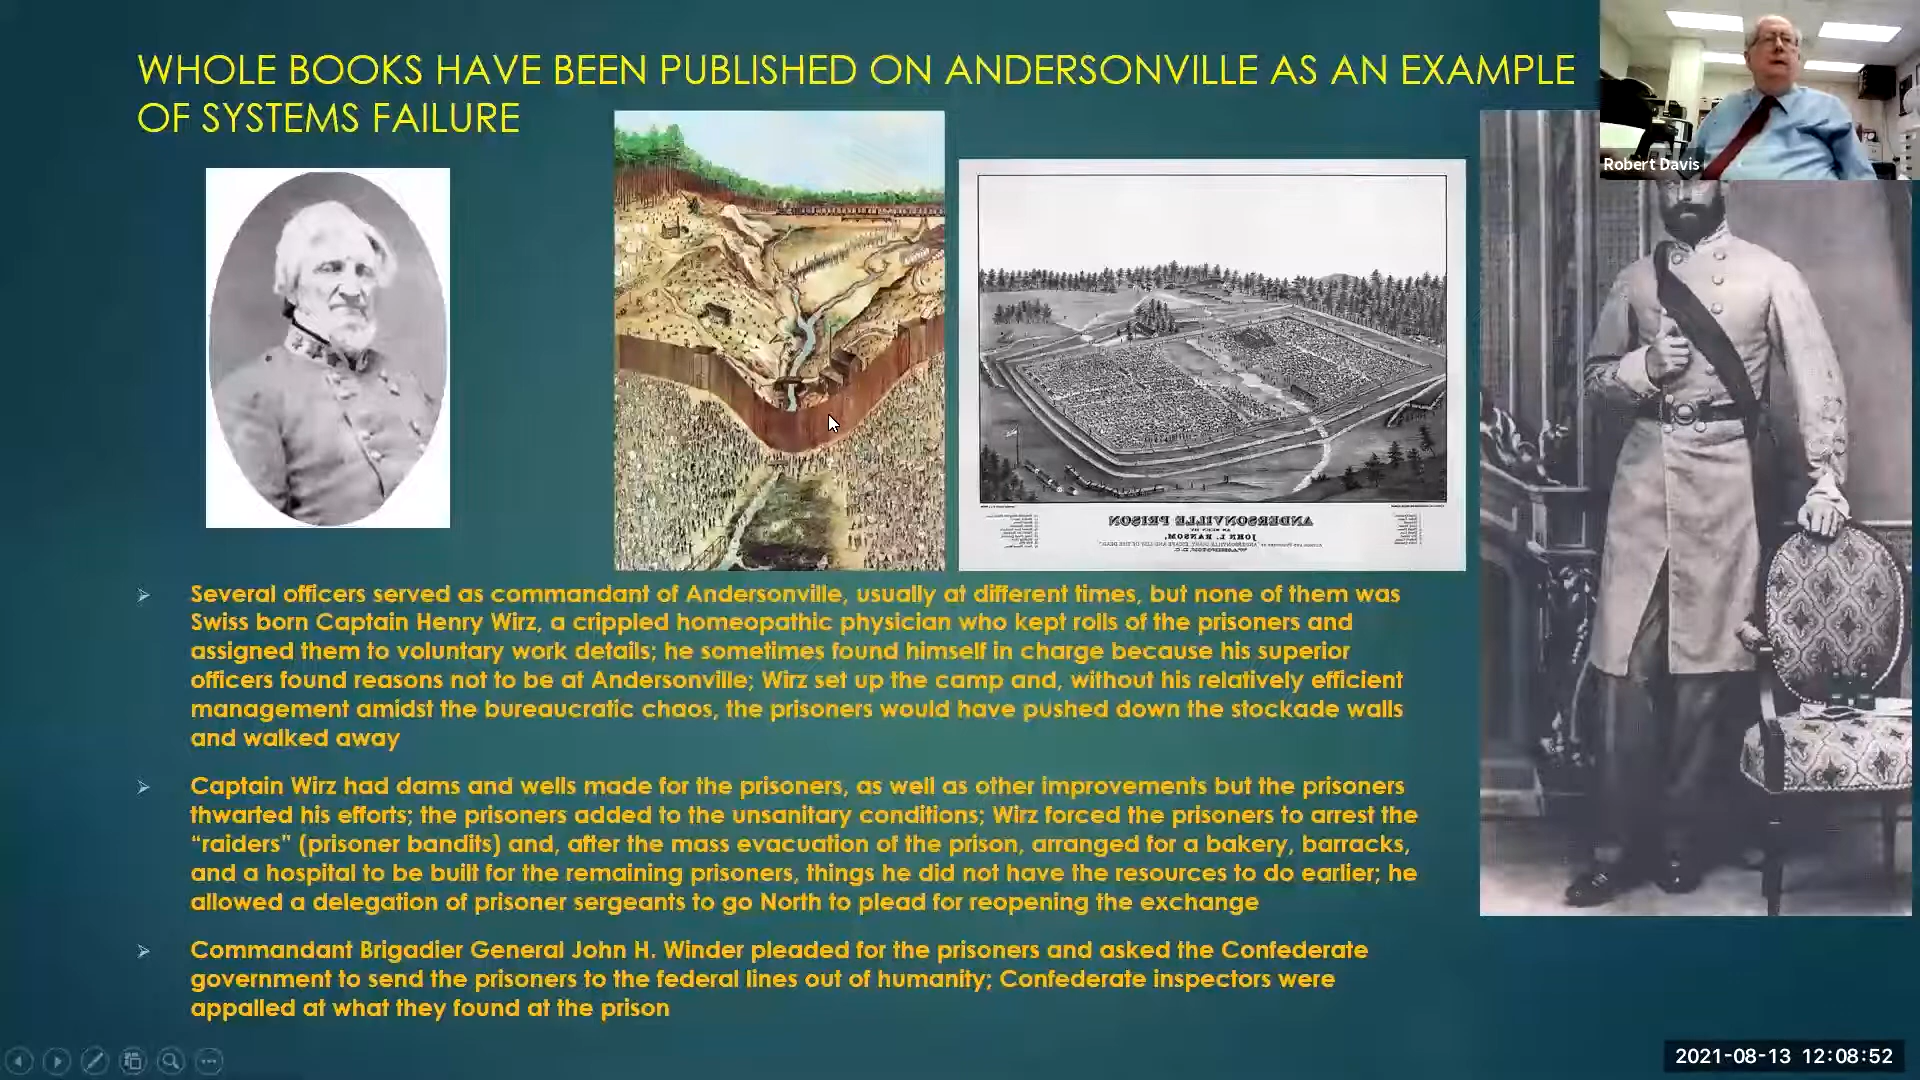 WHOLE BOOKS HAVE BEEN PUBLISHED ON ANDERSONVILLE AS AN EXAMPLE
OF SYSTEMS FAILURE
Robert Davis
ANDERSONVILLE PRISON
JOHN L. RANSOM,
WASHINGTON, D.C.
Several officers served as commandant of Andersonville, usually at different times, but none of them was
Swiss born Captain Henry Wirz, a crippled homeopathic physician who kept rolls of the prisoners and
assigned them to voluntary work details; he sometimes found himself in charge because his superior
officers found reasons not to be at Andersonville; Wirz set up the camp and, without his relatively efficient
management amidst the bureaucratic chaos, the prisoners would have pushed down the stockade walls
and walked away
Captain Wirz had dams and wells made for the prisoners, as well as other improvements but the prisoners
thwarted his efforts; the prisoners added to the unsanitary conditions; Wirz forced the prisoners to arrest the
“raiders” (prisoner bandits) and, after the mass evacuation of the prison, arranged for a bakery, barracks,
and a hospital to be built for the remaining prisoners, things he did not have the resources to do earlier; he
allowed a delegation of prisoner sergeants to go North to plead for reopening the exchange
Commandant Brigadier General John H. Winder pleaded for the prisoners and asked the Confederate
government to send the prisoners to the federal lines out of humanity; Confederate inspectors were
appalled at what they found at the prison
2021-08-13 12:08:52